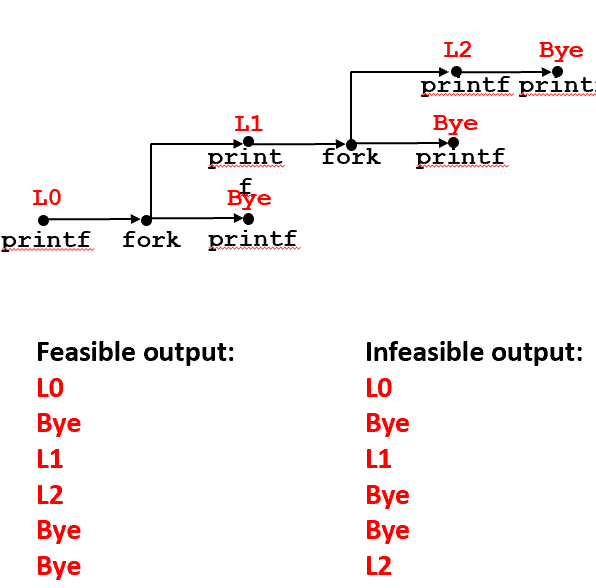 L2 Bye
printf print
L1 Bye
print fork printf
f
L0 Bye
printf fork printf
Feasible output:
L0
Bye
L1
L2
Bye
Bye
Infeasible output:
L0
Bye
L1
Bye
Bye
L2